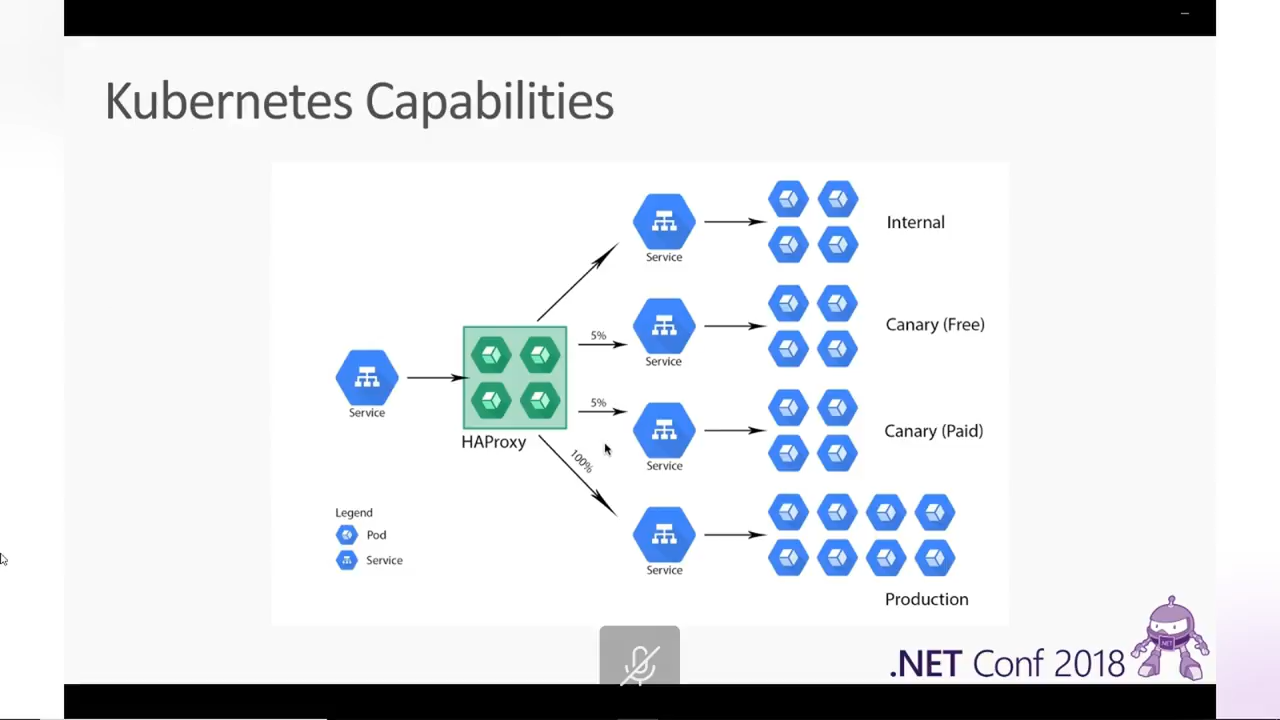 Kubernetes Capabilities
Service
Internal
5%
Service
Canary (Free)
Service
HAProxy
5%
100%
Service
Canary (Paid)
Legend
Pod
Service
Service
Production
.NET Conf 2018
.NET